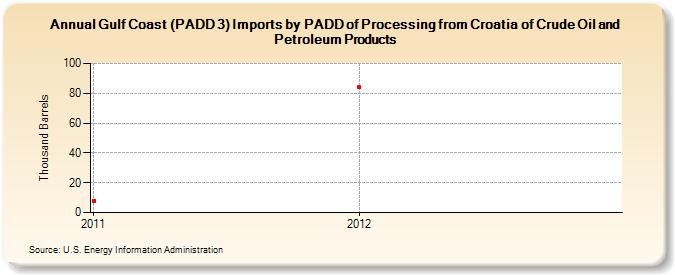 Annual Gulf Coast (PADD 3) Imports by PADD of Processing from Croatia of Crude Oil and
Petroleum Products
Thousand Barrels
100
80
60
40
20
0
2011
2012
Source: U.S. Energy Information Administration